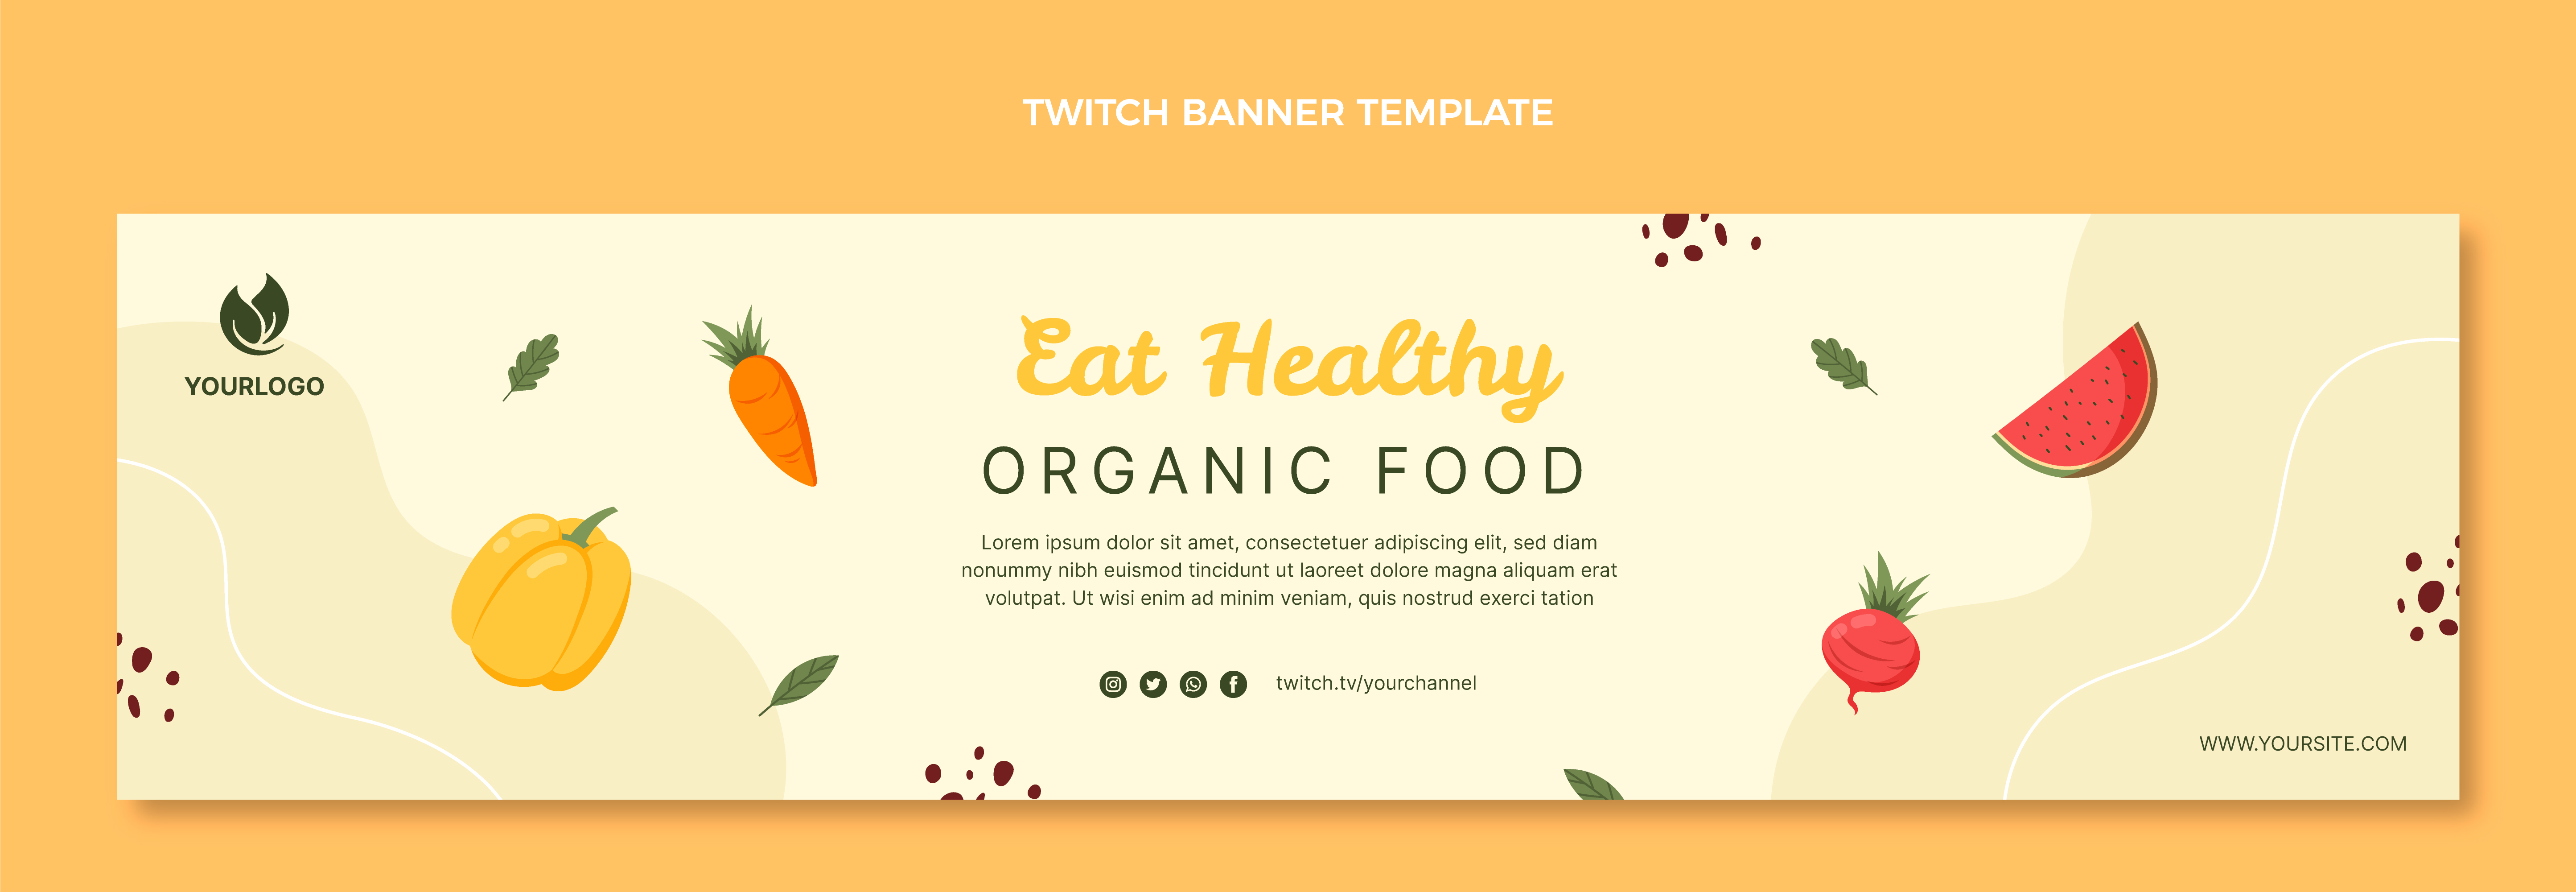 TWITCH BANNER TEMPLATE
YOURLOGO
Eat Healthy
ORGANIC FOOD
Lorem ipsum dolor sit amet, consectetuer adipiscing elit, sed diam
nonummy nibh euismod tincidunt ut laoreet dolore magna aliquam erat
volutpat. Ut wisi enim ad minim veniam, quis nostrud exerci tation
twitch.tv/yourchannel
WWW.YOURSITE.COM